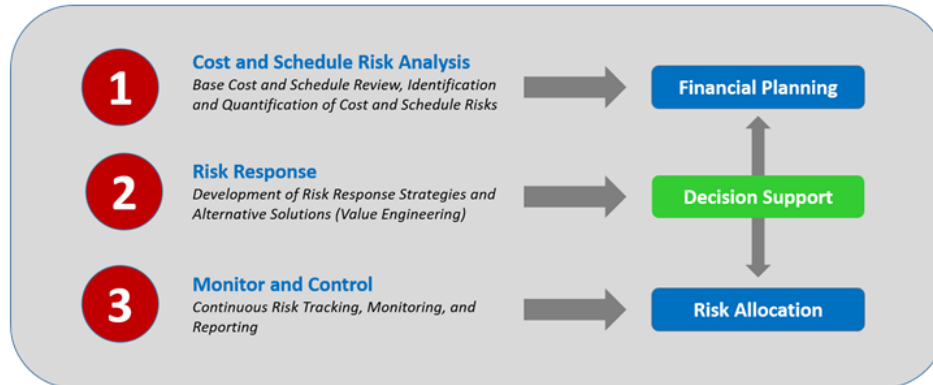 1
Cost and Schedule Risk Analysis
Base Cost and Schedule Review, Identification
and Quantification of Cost and Schedule Risks
Financial Planning
2
Risk Response
Development of Risk Response Strategies and
Alternative Solutions (Value Engineering)
Decision Support
3
Monitor and Control
Continuous Risk Tracking, Monitoring, and
Reporting
Risk Allocation